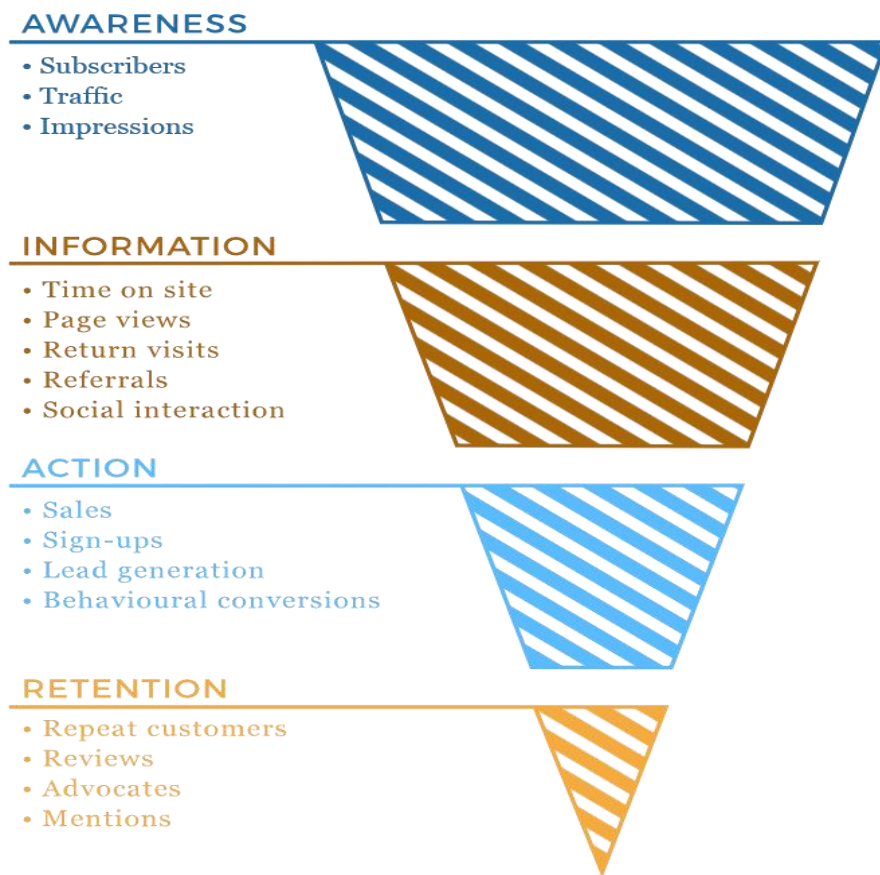 AWARENESS
• Subscribers
• Traffic
• Impressions
INFORMATION
• Time on site
• Page views
• Return visits
• Referrals
• Social interaction
ACTION
• Sales
• Sign-ups
• Lead generation
• Behavioural conversions
RETENTION
• Repeat customers
• Reviews
• Advocates
• Mentions